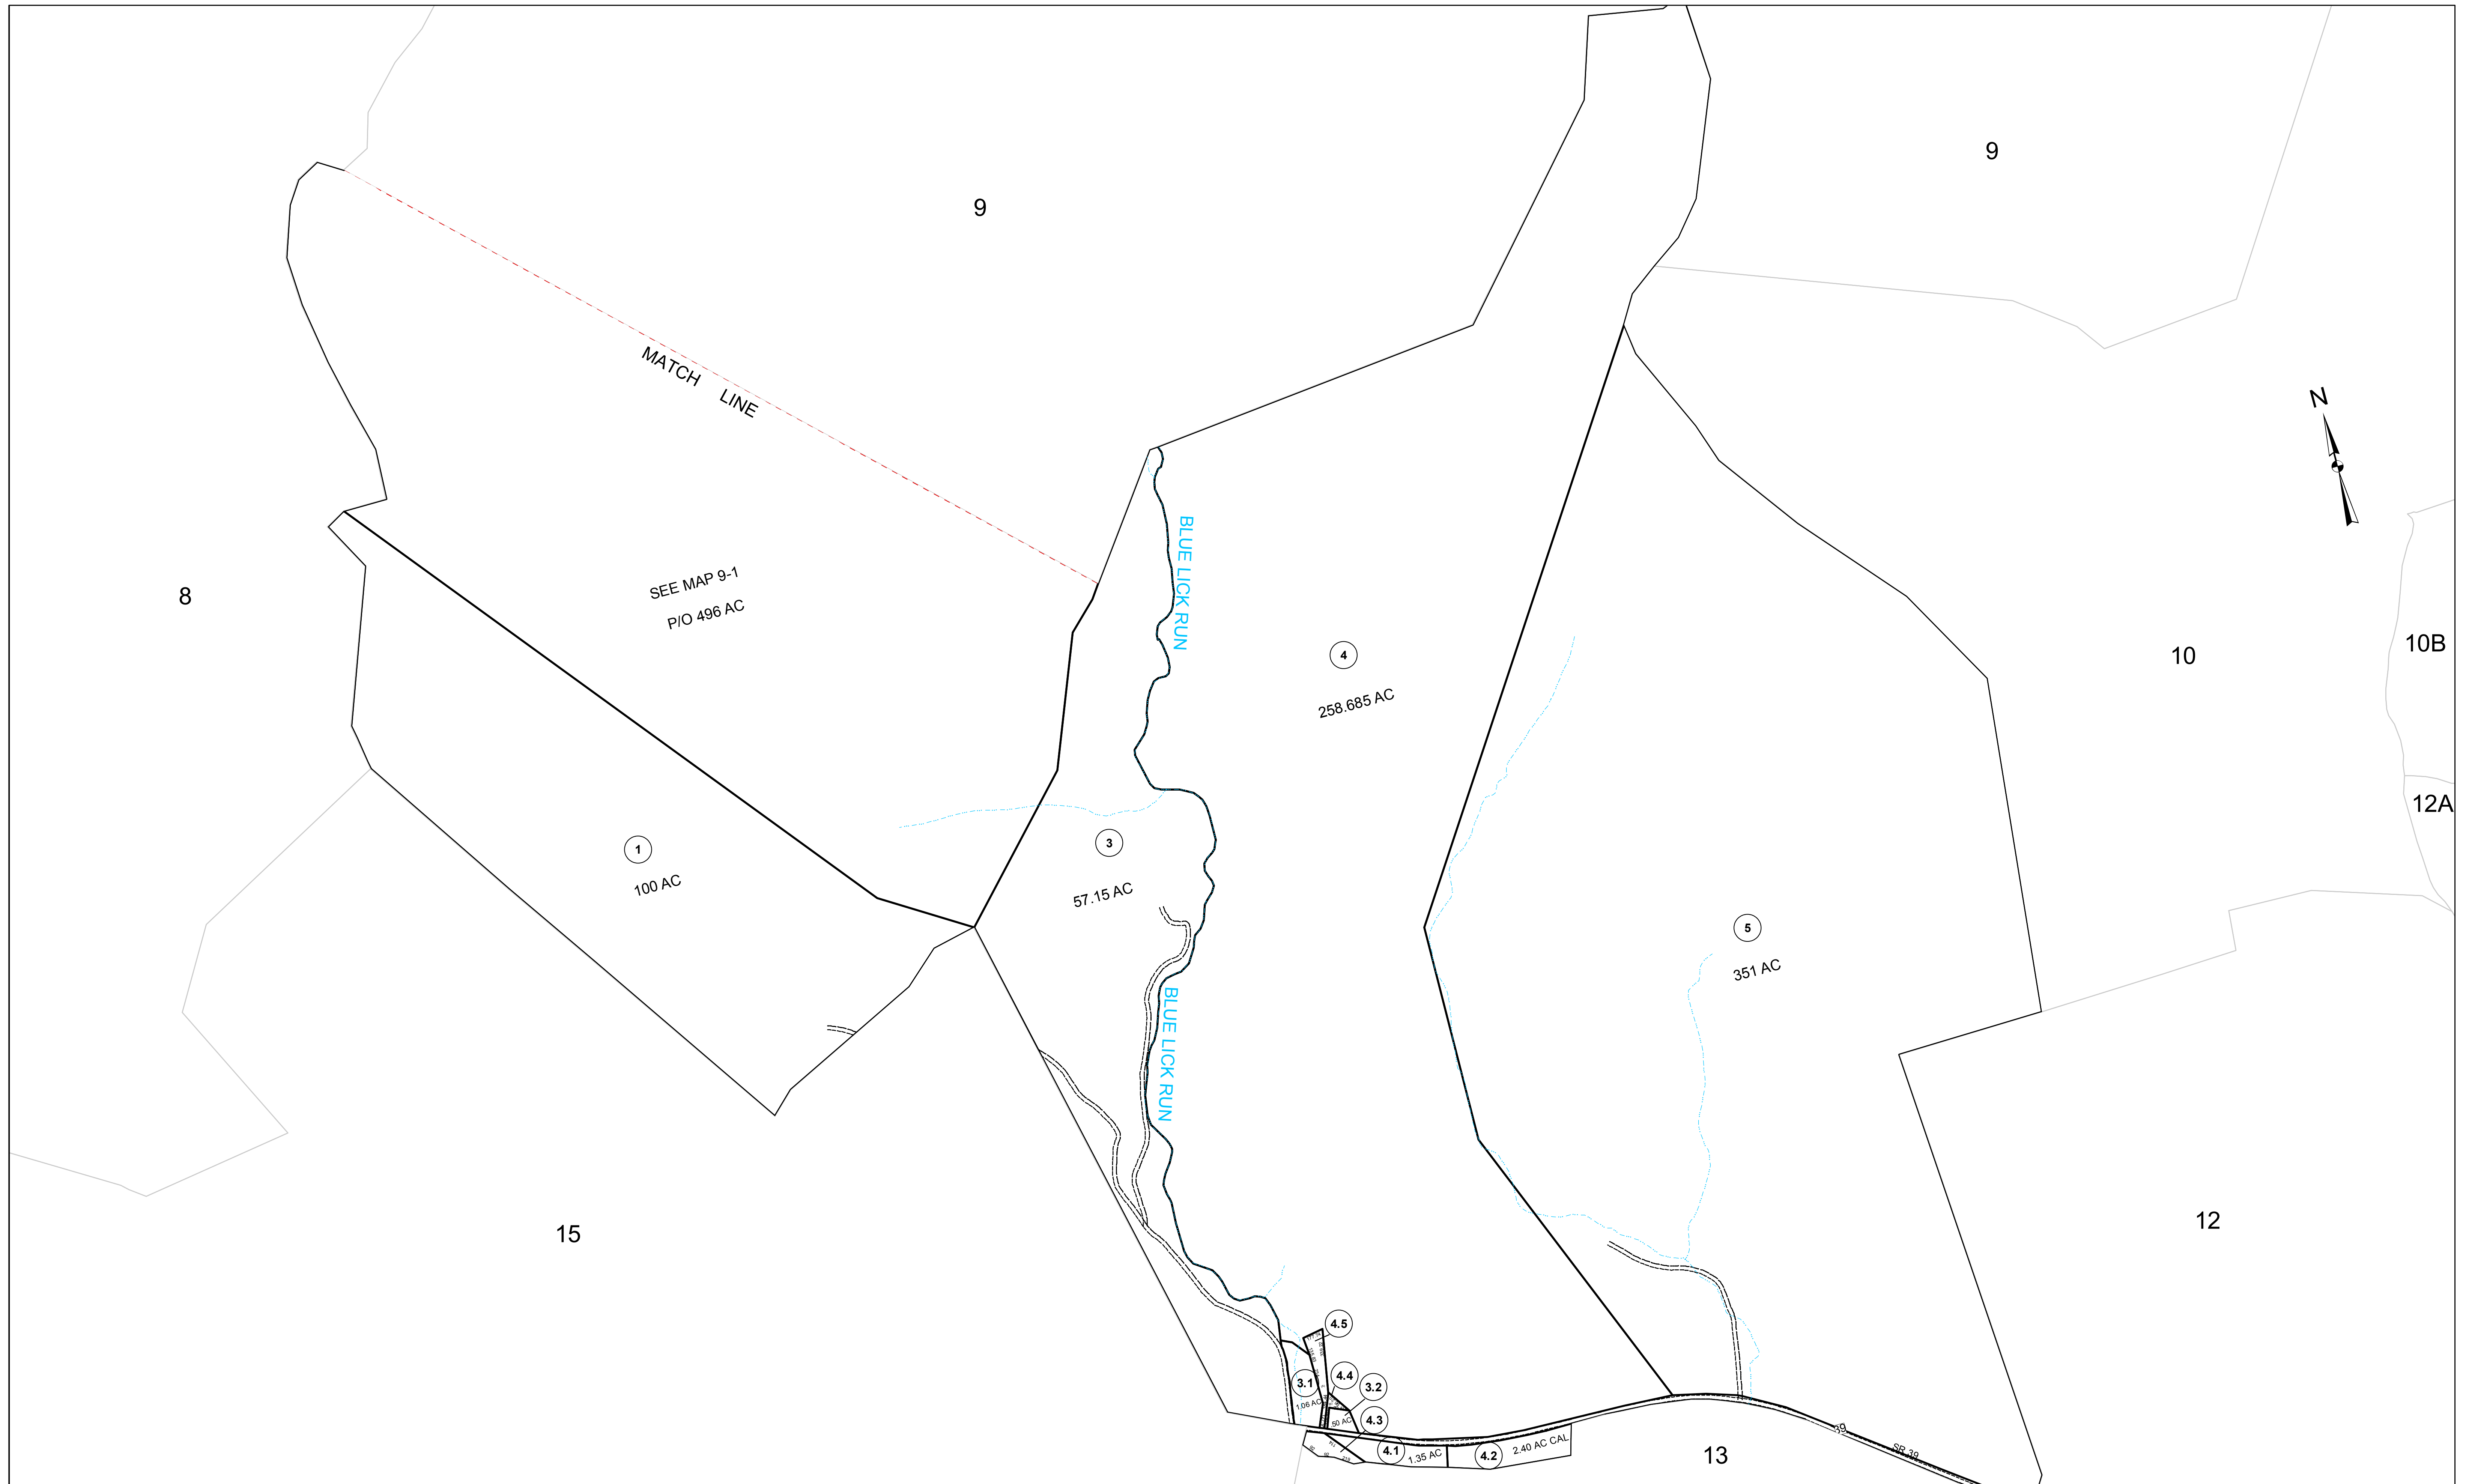 9
9
N
MATCH LINE
SEE MAP 9-1
P/O 496 AC
BLUE LICK RUN
8
4
258.685 AC
10
10B
12A
1
100 AC
3
57.15 AC
5
351 AC
BLUE LICK RUN
15
12
4.5
4.4
3.1
3.2
1.06 AC
.50 AC
4.3
4.1
1.35 AC
4.2
2.40 AC CAL
39
SR 39
13